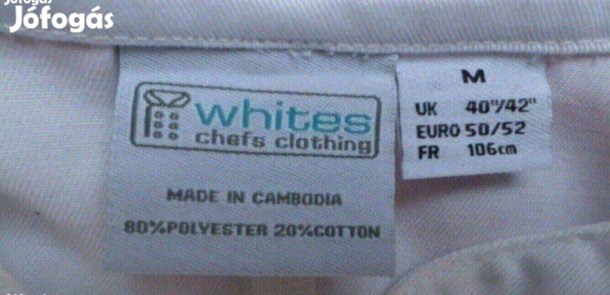 Jófogás
Jófogás
whites
chefs clothing
MADE IN CAMBODIA
80%POLYESTER 20%COTTON
M
UK 40"/42"
EURO 50/52
FR 106cm